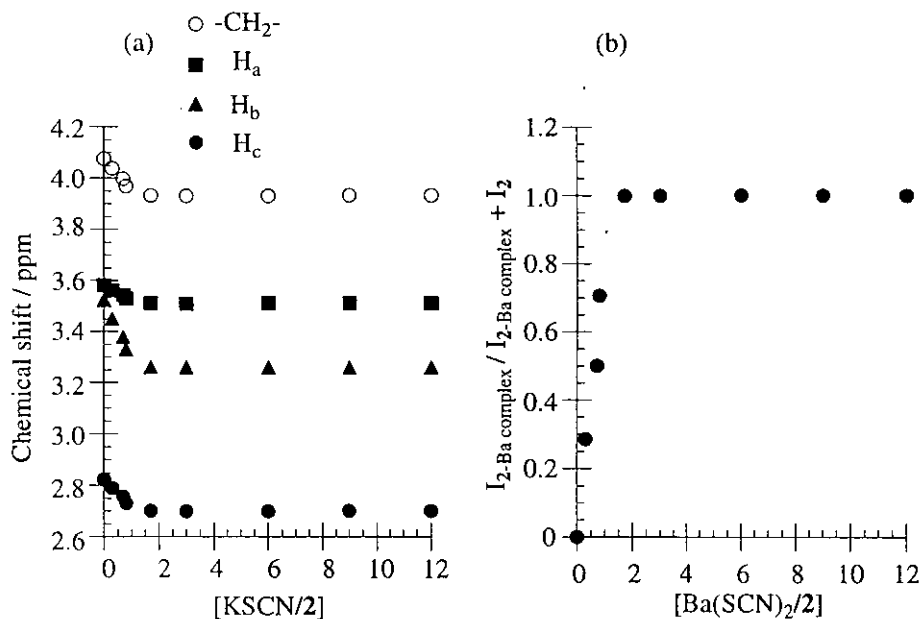 (a)
-CH₂-
Hₐ
H_b
H_c
Chemical shift / ppm
4.2
4.0
3.8
3.6
3.4
3.2
3.0
2.8
2.6
0 2 4 6 8 10 12
[KSCN/2]
(b)
I₂₋Ba complex / I₂₋Ba complex + I₂
1.2
1.0
0.8
0.6
0.4
0.2
0
0 2 4 6 8 10 12
[Ba(SCN)₂/2]